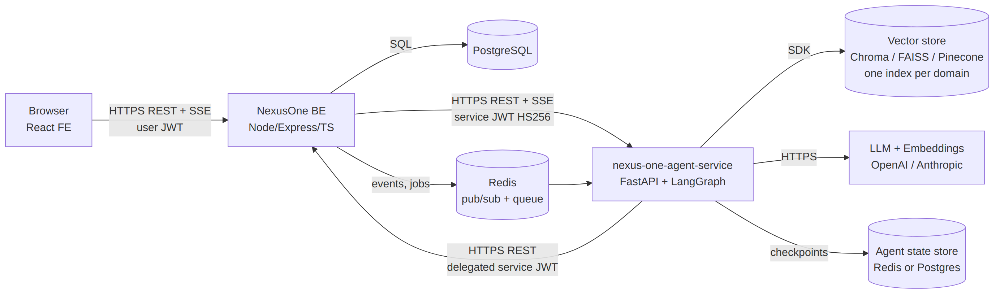 Browser
React FE
HTTPS REST + SSE
user JWT
NexusOne BE
Node/Express/TS
SQL
PostgreSQL
HTTPS REST + SSE
service JWT HS256
events, jobs
Redis
pub/sub + queue
HTTPS REST
delegated service JWT
nexus-one-agent-service
FastAPI + LangGraph
SDK
Vector store
Chroma / FAISS / Pinecone
one index per domain
HTTPS
LLM + Embeddings
OpenAI / Anthropic
checkpoints
Agent state store
Redis or Postgres